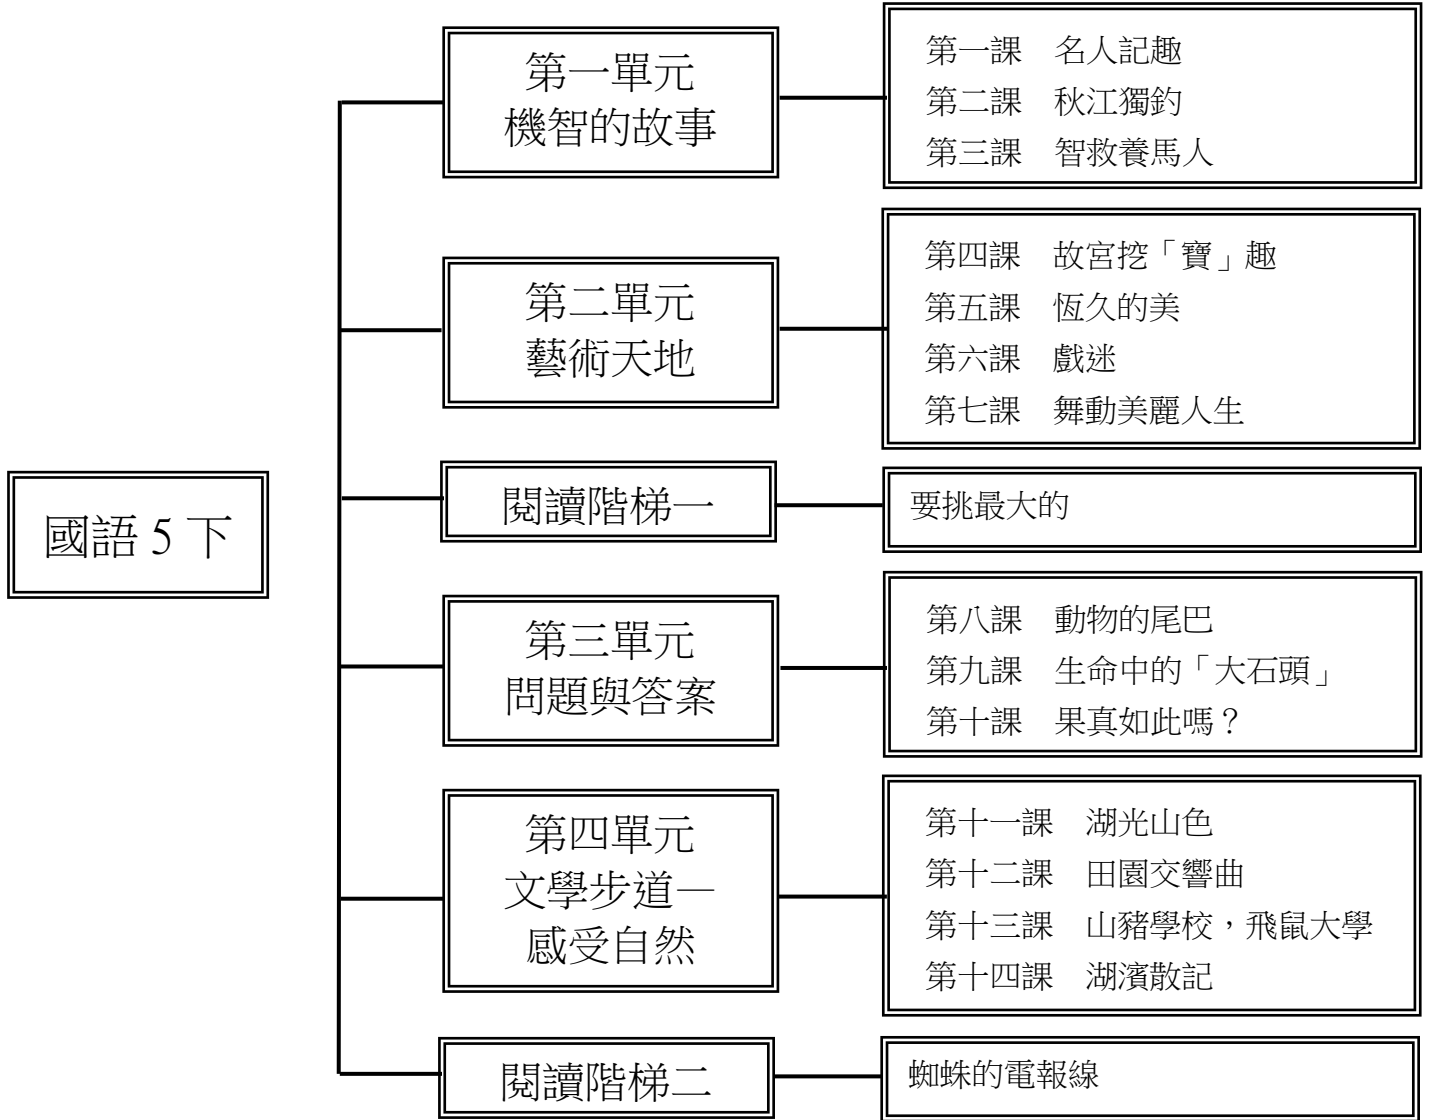 國語 5 下
第一單元
機智的故事
第一課　名人記趣
第二課　秋江獨釣
第三課　智救養馬人
第二單元
藝術天地
第四課　故宮挖「寶」趣
第五課　恆久的美
第六課　戲迷
第七課　舞動美麗人生
閱讀階梯一
要挑最大的
第三單元
問題與答案
第八課　動物的尾巴
第九課　生命中的「大石頭」
第十課　果真如此嗎？
第四單元
文學步道—
感受自然
第十一課　湖光山色
第十二課　田園交響曲
第十三課　山豬學校，飛鼠大學
第十四課　湖濱散記
閱讀階梯二
蜘蛛的電報線